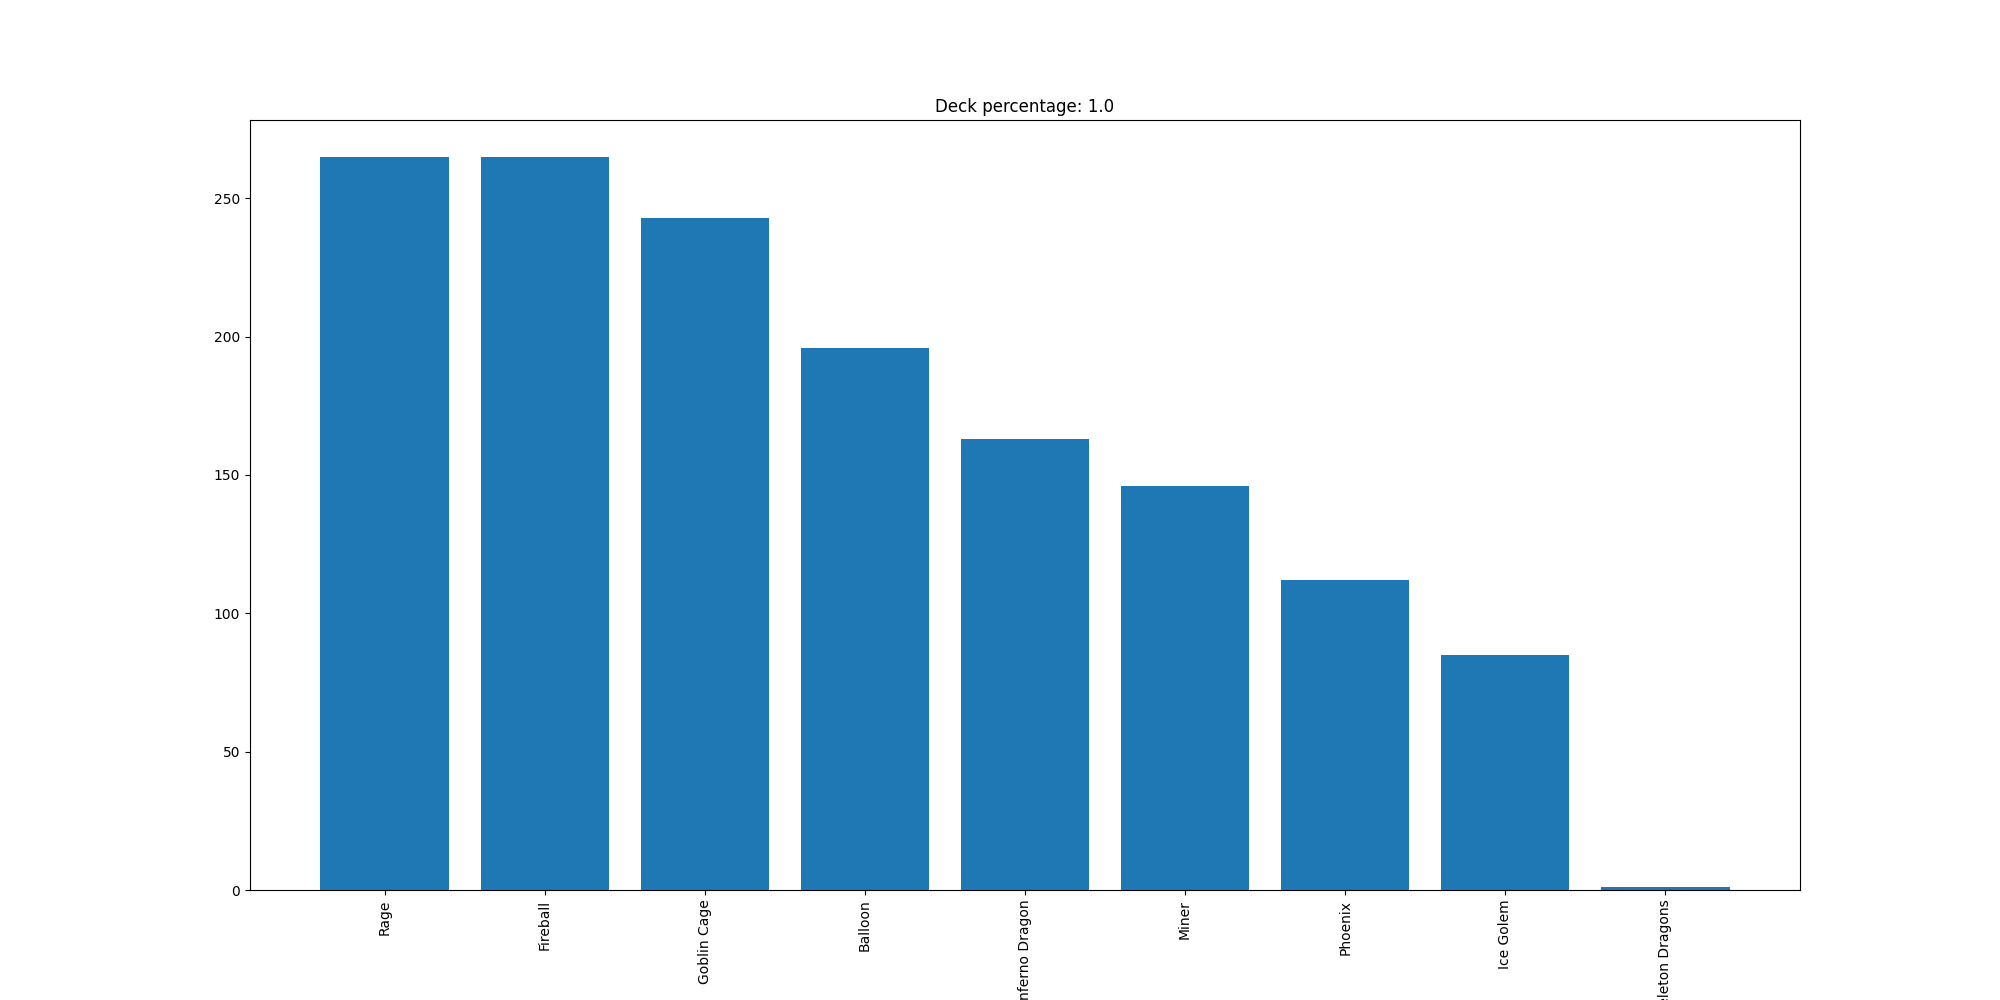 Deck percentage: 1.0
250
200
150
100
50
0
Rage
Fireball
Goblin Cage
Balloon
nferno Dragon
Miner
Phoenix
Ice Golem
leton Dragons